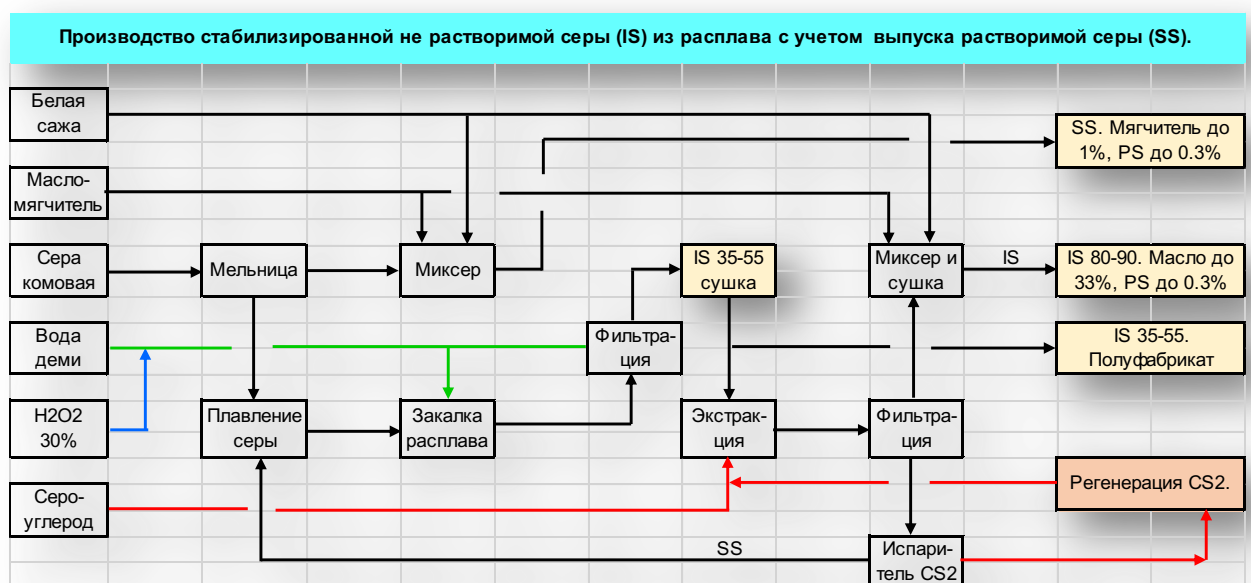 Производство стабилизированной не растворимой серы (IS) из расплава с учетом выпуска растворимой серы (SS).
Белая
сажа
SS. Мягчитель до
1%, PS до 0.3%
Масло-
мягчитель
Сера
комовая
Мельница
Миксер
IS 35-55
сушка
Миксер и
сушка
IS
IS 80-90. Масло до
33%, PS до 0.3%
Вода
деми
Фильтра-
ция
IS 35-55.
Полуфабрикат
H2O2
30%
Плавление
серы
Закалка
расплава
Экстрак-
ция
Фильтра-
ция
Регенерация CS2.
Серо-
углерод
SS
Испари-
тель CS2